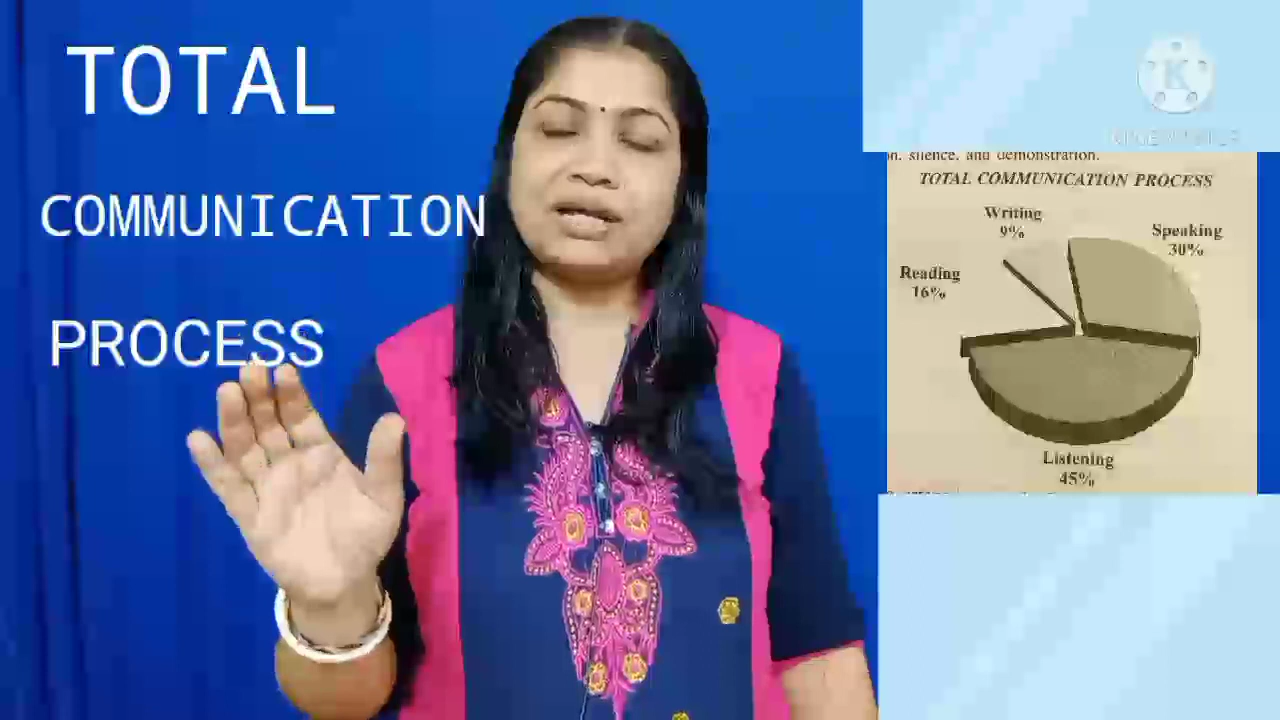 TOTAL
COMMUNICATION
PROCESS
K
silence, and demonstration.
TOTAL COMMUNICATION PROCESS
Writing
9%
Speaking
30%
Reading
16%
Listening
45%